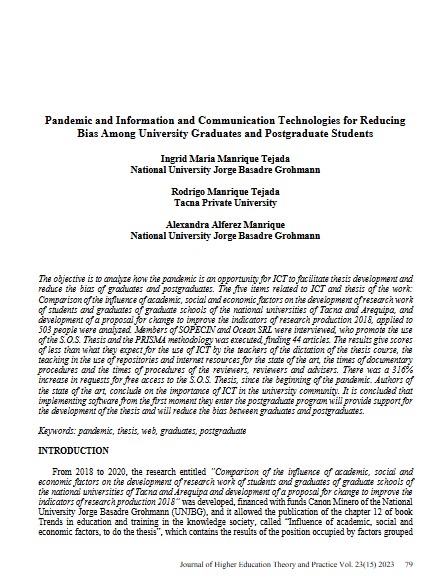 Pandemic and Information and Communication Technologies for Reducing
Bias Among University Graduates and Postgraduate Students
Ingrid Maria Manrique Tejada
National University Jorge Basadre Grohmann
Rodrigo Manrique Tejada
Tacna Private University
Alexandra Alferez Manrique
National University Jorge Basadre Grohmann
The objective is to analyze how the pandemic is an opportunity for ICT to facilitate thesis development and
reduce the bias of graduates and postgraduates. The five items related to ICT and thesis of the work:
Comparison of the influence of academic, social and economic factors on the development of research work
of students and graduates of graduate schools of the national universities of Tacna and Arequipa, and
development of a proposal for change to improve the indicators of research production 2018, applied to
503 people were analyzed. Members of SOPECIN and Ocean SRL were interviewed, who promote the use
of the S.O.S. Thesis and the PRISMA methodology was executed, finding 44 articles. The results give scores
of less than what they expect for the use of ICT by the teachers of the dictation of the thesis course, the
teaching in the use of repositories and internet resources for the state of the art, the times of documentary
procedures and the times of procedures of the reviewers, reviewers and advisers. There was a 316%
increase in requests for free access to the S.O.S. Thesis, since the beginning of the pandemic. Authors of
the state of the art, conclude on the importance of ICT in the university community. It is concluded that
implementing software from the first moment they enter the postgraduate program will provide support for
the development of the thesis and will reduce the bias between graduates and postgraduates.
Keywords: pandemic, thesis, web, graduates, postgraduate
INTRODUCTION
From 2018 to 2020, the research entitled "Comparison of the influence of academic, social and
economic factors on the development of research work of students and graduates of graduate schools of
the national universities of Tacna and Arequipa and development of a proposal for change to improve the
indicators of research production 2018" was developed, financed with funds Canon Minero of the National
University Jorge Basadre Grohmann (UNJBG), and it allowed the publication of the chapter 12 of book
Trends in education and training in the knowledge society, called "Influence of academic, social and
economic factors, to do the thesis", which contains the results of the position occupied by factors grouped
Journal of Higher Education Theory and Practice Vol. 23(15) 2023 79